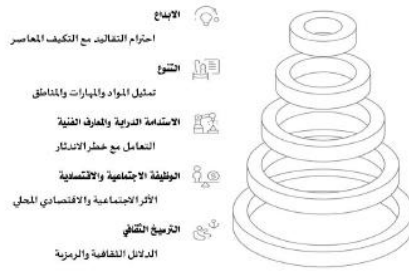 الابداع
احترام التقاليد مع التكيف المعاصر
التنوع
تمثيل المواد والمهارات والمناطق
الاستدامة الدراية والمعارف الفنية
التعامل مع خطر الاندثار
الوظيفة الاجتماعية والاقتصادية
الأثر الاجتماعية والاقتصادي المحلي
الترسيخ الثقافي
الدلائل الثقافية والرمزية